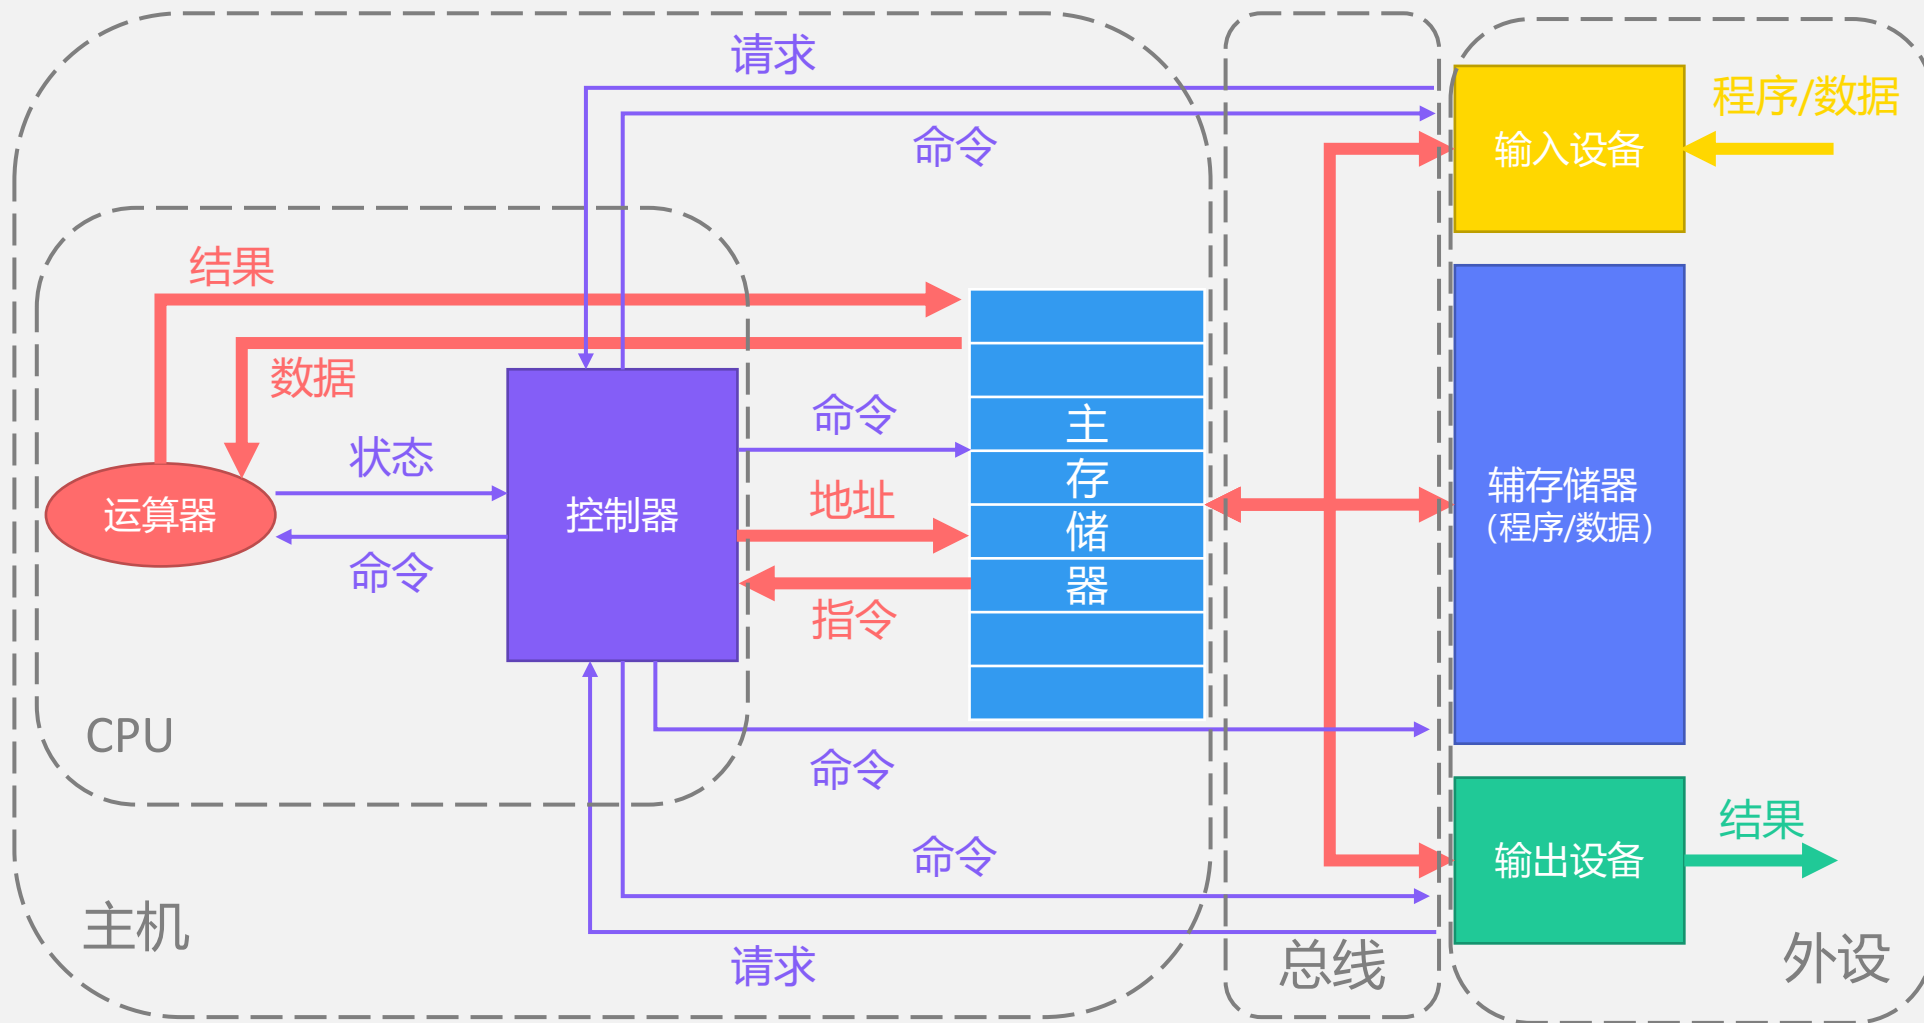 请求
程序/数据
命令
输入设备
结果
数据
状态
命令
主
存
储
器
地址
运算器
控制器
辅存储器
(程序/数据)
命令
指令
CPU
命令
命令
输出设备
结果
主机
请求
总线
外设